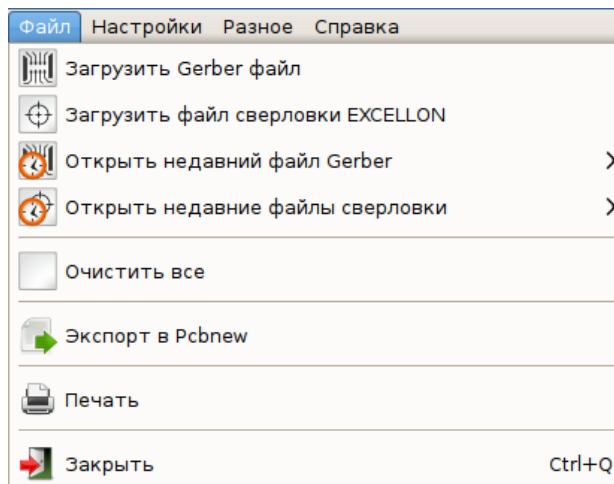 Файл Настройки Разное Справка
Загрузить Gerber файл
Загрузить файл сверловки EXCELLON
Открыть недавний файл Gerber
Открыть недавние файлы сверловки
Очистить все
Экспорт в Pcbnew
Печать
Закрыть Ctrl+Q